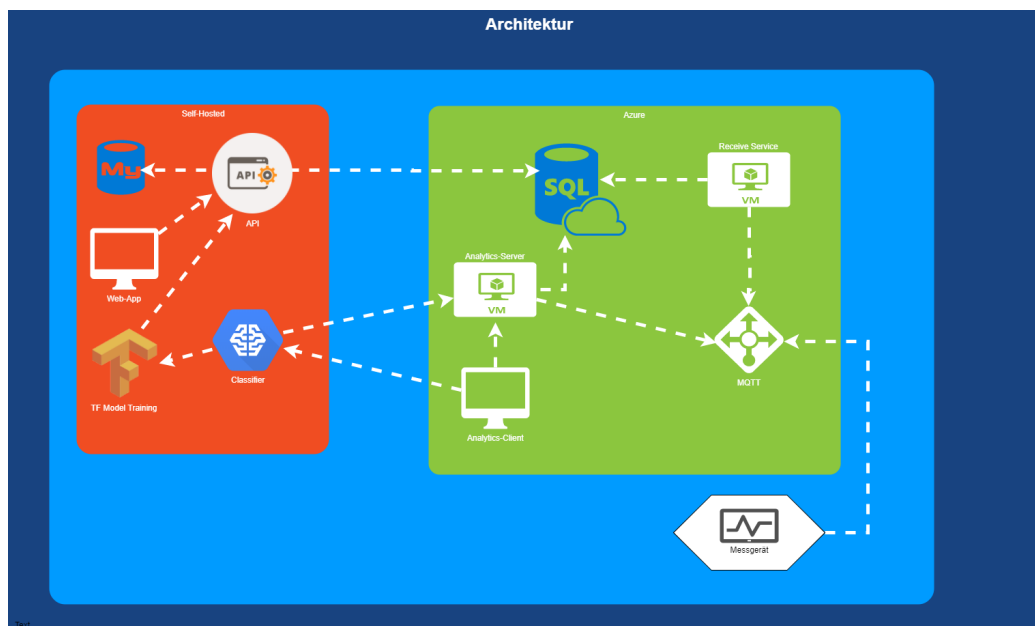 Architektur
Self-Hosted
Azure
My
API
API
SQL
Receive Service
VM
Web-App
Analytics-Server
VM
TF Model Training
Classifier
Analytics-Client
MQTT
Messgerät
Text